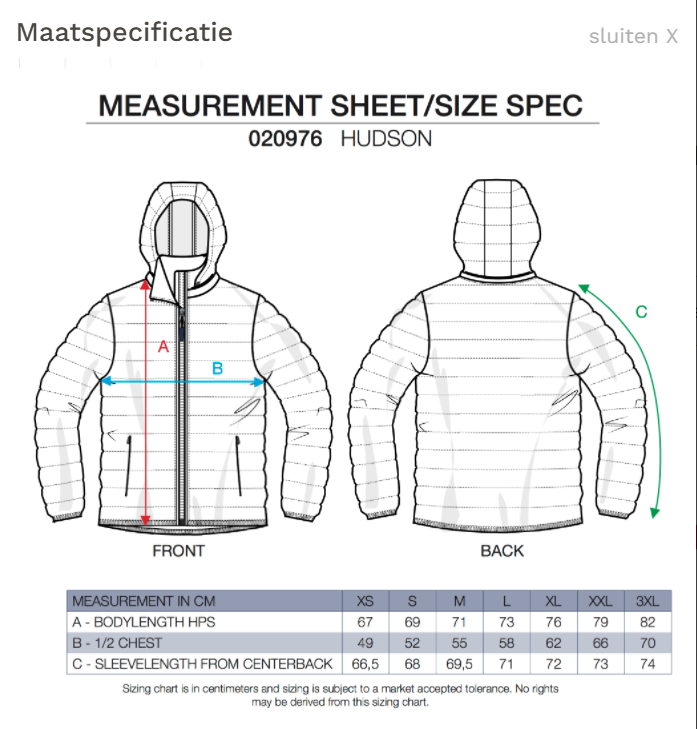 Maatspecificatie
sluiten X
MEASUREMENT SHEET/SIZE SPEC
020976 HUDSON
A
B
C
FRONT
BACK
MEASUREMENT IN CM XS S M L XL XXL 3XL
A - BODYLENGTH HPS 67 69 71 73 76 79 82
B - 1/2 CHEST 49 52 55 58 62 66 70
C - SLEEVELENGTH FROM CENTERBACK 66,5 68 69,5 71 72 73 74
Sizing chart is in centimeters and sizing is subject to a market accepted tolerance. No rights
may be derived from this sizing chart.